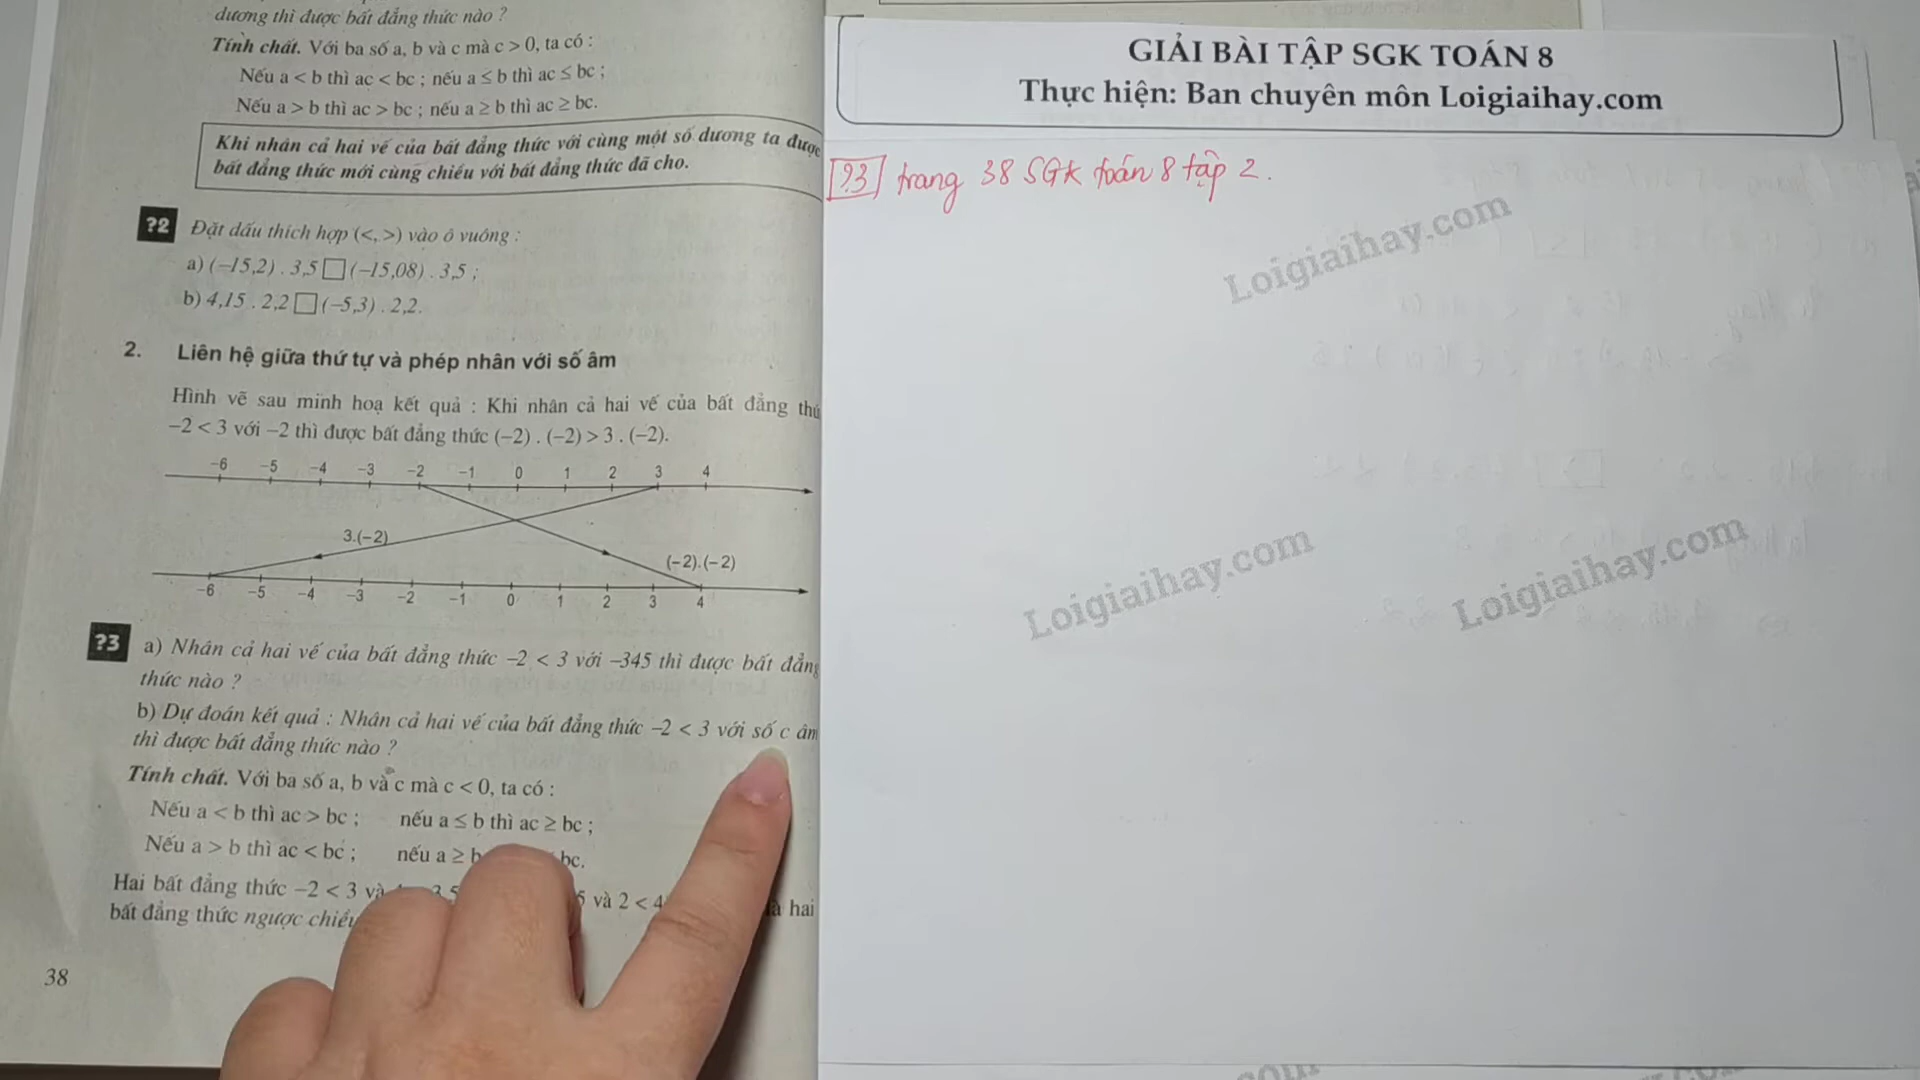 dương thì được bất đẳng thức nào ?
Tính chất. Với ba số a, b và c mà c > 0, ta có :
Nếu a < b thì ac < bc ; nếu a ≤ b thì ac ≤ bc ;
Nếu a > b thì ac > bc ; nếu a ≥ b thì ac ≥ bc.
Khi nhân cả hai vế của bất đẳng thức với cùng một số dương ta được
bất đẳng thức mới cùng chiều với bất đẳng thức đã cho.
?2 Đặt dấu thích hợp (<, >) vào ô vuông :
a) (−15,2) . 3,5 □ (−15,08) . 3,5 ;
b) 4,15 . 2,2 □ (−5,3) . 2,2.
2. Liên hệ giữa thứ tự và phép nhân với số âm
Hình vẽ sau minh hoạ kết quả : Khi nhân cả hai vế của bất đẳng
−2 < 3 với −2 thì được bất đẳng thức (−2) . (−2) > 3 . (−2).
−6 −5 −4 −3 −2 −1 0 1 2 3 4
3.(−2)
(−2).(−2)
−6 −5 −4 −3 −2 −1 0 1 2 3 4
?3 a) Nhân cả hai vế của bất đẳng thức −2 < 3 với −345 thì được bất đẳng
thức nào ?
b) Dự đoán kết quả : Nhân cả hai vế của bất đẳng thức −2 < 3 với số c âm
thì được bất đẳng thức nào ?
Tính chất. Với ba số a, b và c mà c < 0, ta có :
Nếu a < b thì ac > bc ; nếu a ≤ b thì ac ≥ bc ;
Nếu a > b thì ac < bc ; nếu a ≥ b bc.
Hai bất đẳng thức −2 < 3 và 3,5 và 2 < 4 hai
bất đẳng thức ngược chiều
38
GIẢI BÀI TẬP SGK TOÁN 8
Thực hiện: Ban chuyên môn Loigiaihay.com
?3 trang 38 SGK toán 8 tập 2.
Loigiaihay.com
Loigiaihay.com
Loigiaihay.com